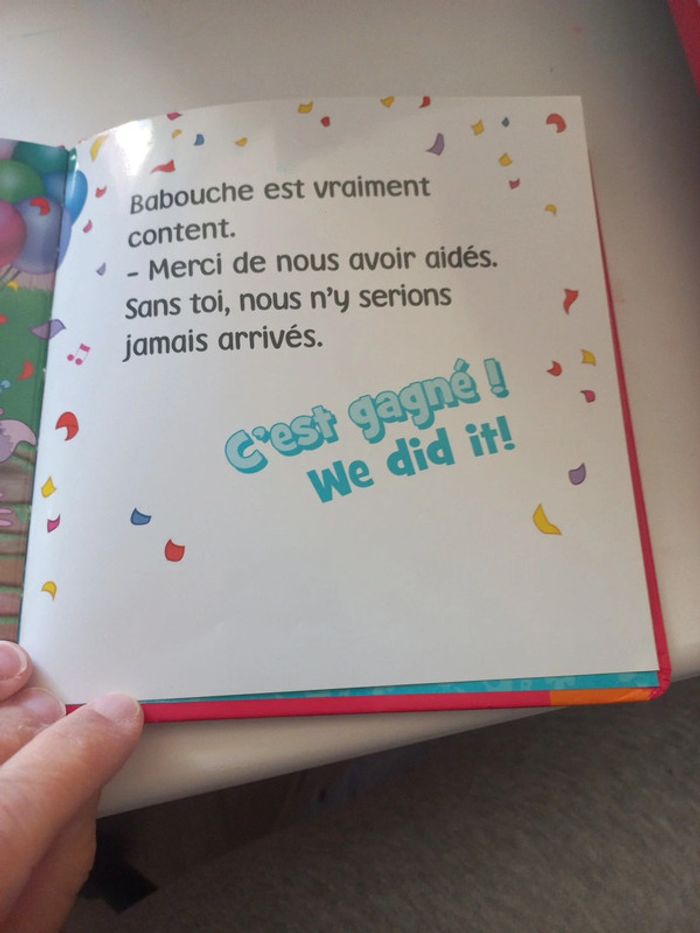 Babouche est vraiment
content.
– Merci de nous avoir aidés.
Sans toi, nous n'y serions
jamais arrivés.
C'est gagné !
We did it!